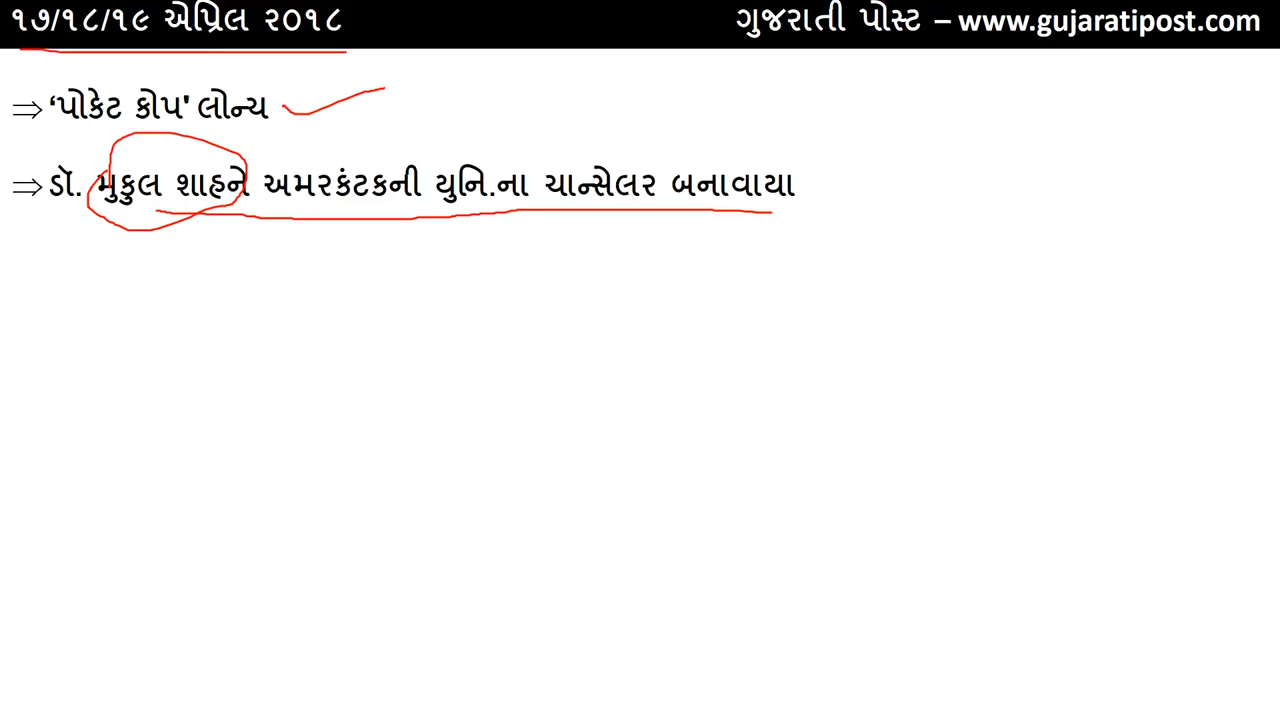 ૧૭/૧૮/૧૯ એપ્રિલ ૨૦૧૮ ગુજરાતી પોસ્ટ – www.gujaratipost.com
⇒ ‘પોકેટ કોપ' લોન્ચ
⇒ ડૉ. મુકુલ શાહને અમરકંટકની યુનિ.ના ચાન્સેલર બનાવાયા